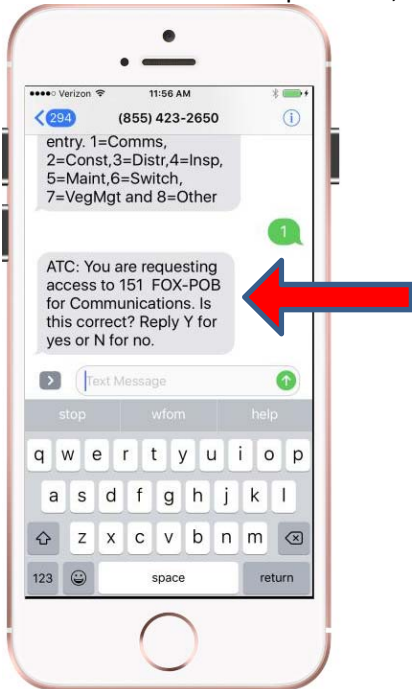 Verizon 11:56 AM
294 (855) 423-2650
entry. 1=Comms,
2=Const,3=Distr,4=Insp,
5=Maint,6=Switch,
7=VegMgt and 8=Other
1
ATC: You are requesting
access to 151 FOX-POB
for Communications. Is
this correct? Reply Y for
yes or N for no.
Text Message
stop wfom help
q w e r t y u i o p
a s d f g h j k l
z x c v b n m
123 space return